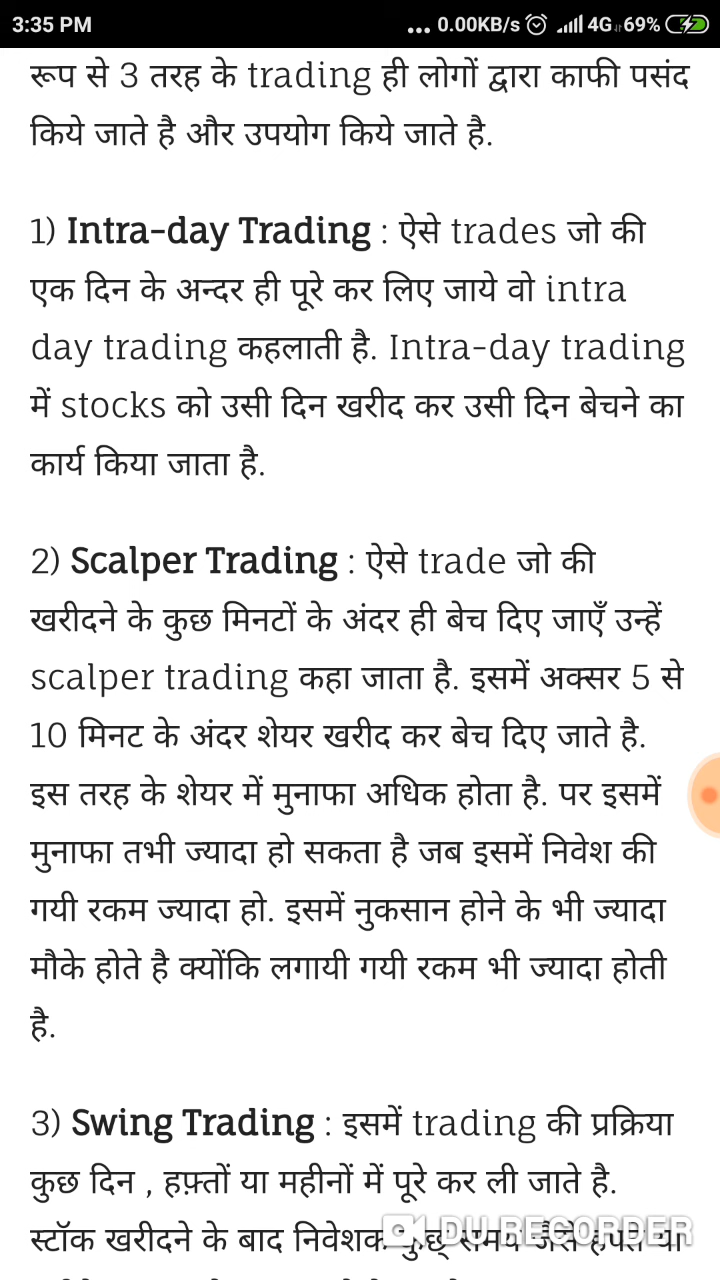 3:35 PM
... 0.00KB/s 4G 69%
रूप से 3 तरह के trading ही लोगों द्वारा काफी पसंद
किये जाते है और उपयोग किये जाते है.
1) Intra-day Trading : ऐसे trades जो की
एक दिन के अन्दर ही पूरे कर लिए जाये वो intra
day trading कहलाती है. Intra-day trading
में stocks को उसी दिन खरीद कर उसी दिन बेचने का
कार्य किया जाता है.
2) Scalper Trading : ऐसे trade जो की
खरीदने के कुछ मिनटों के अंदर ही बेच दिए जाएँ उन्हें
scalper trading कहा जाता है. इसमें अक्सर 5 से
10 मिनट के अंदर शेयर खरीद कर बेच दिए जाते है.
इस तरह के शेयर में मुनाफा अधिक होता है. पर इसमें
मुनाफा तभी ज्यादा हो सकता है जब इसमें निवेश की
गयी रकम ज्यादा हो. इसमें नुकसान होने के भी ज्यादा
मौके होते है क्योंकि लगायी गयी रकम भी ज्यादा होती
है.
3) Swing Trading : इसमें trading की प्रक्रिया
कुछ दिन , हफ़्तों या महीनों में पूरे कर ली जाते है.
स्टॉक खरीदने के बाद निवेशक कुछ समय जैसे या
DU RECORDER